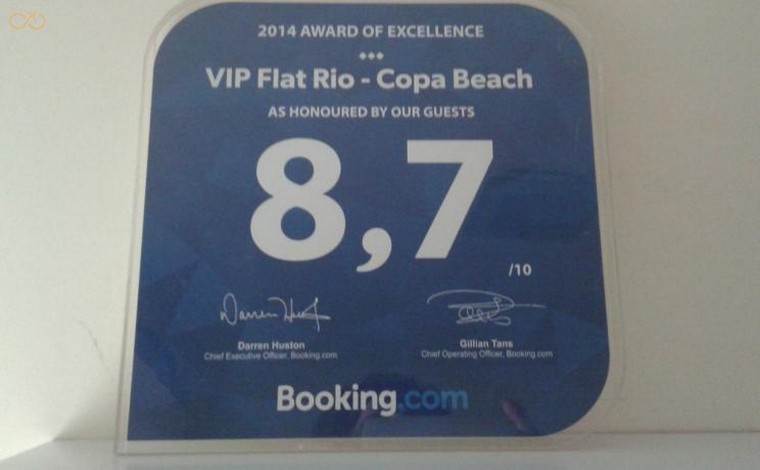 2014 AWARD OF EXCELLENCE
VIP Flat Rio - Copa Beach
AS HONOURED BY OUR GUESTS
8,7
/10
Darren Huston
Chief Executive Officer, Booking.com
Gillian Tans
Chief Operating Officer, Booking.com
Booking.com